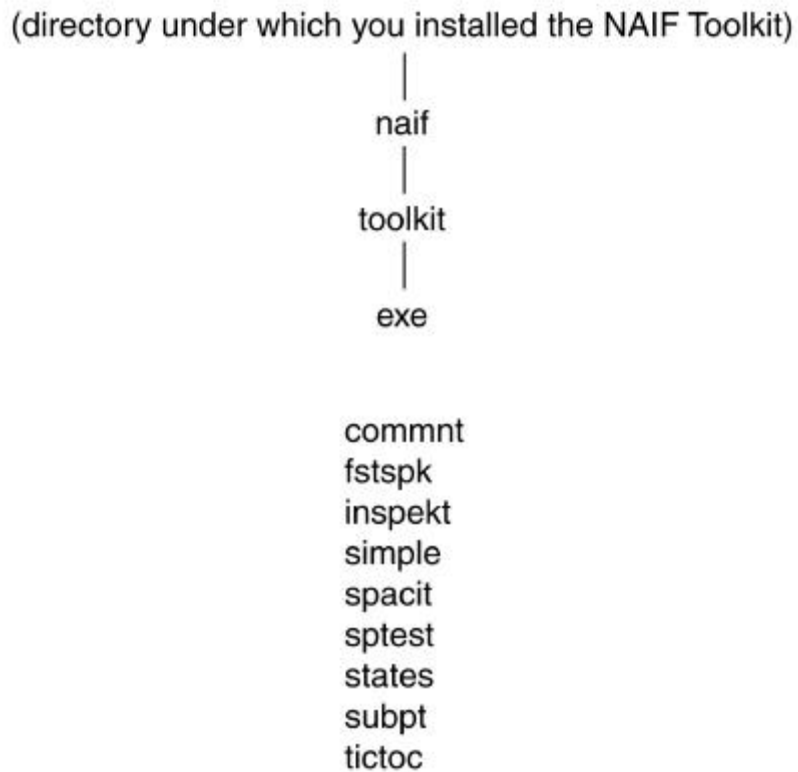 (directory under which you installed the NAIF Toolkit)
naif
toolkit
exe
commnt
fstspk
inspekt
simple
spacit
sptest
states
subpt
tictoc